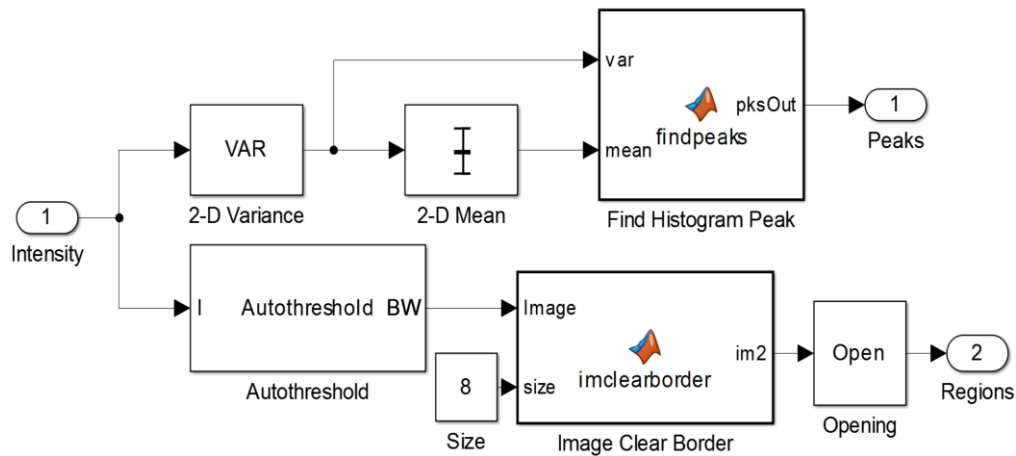 var
VAR
pksOut
1
findpeaks
mean
Peaks
2-D Variance
2-D Mean
Find Histogram Peak
1
Intensity
I
Autothreshold
BW
Image
Autothreshold
8
size
Size
im2
imclearborder
Image Clear Border
Open
Opening
2
Regions